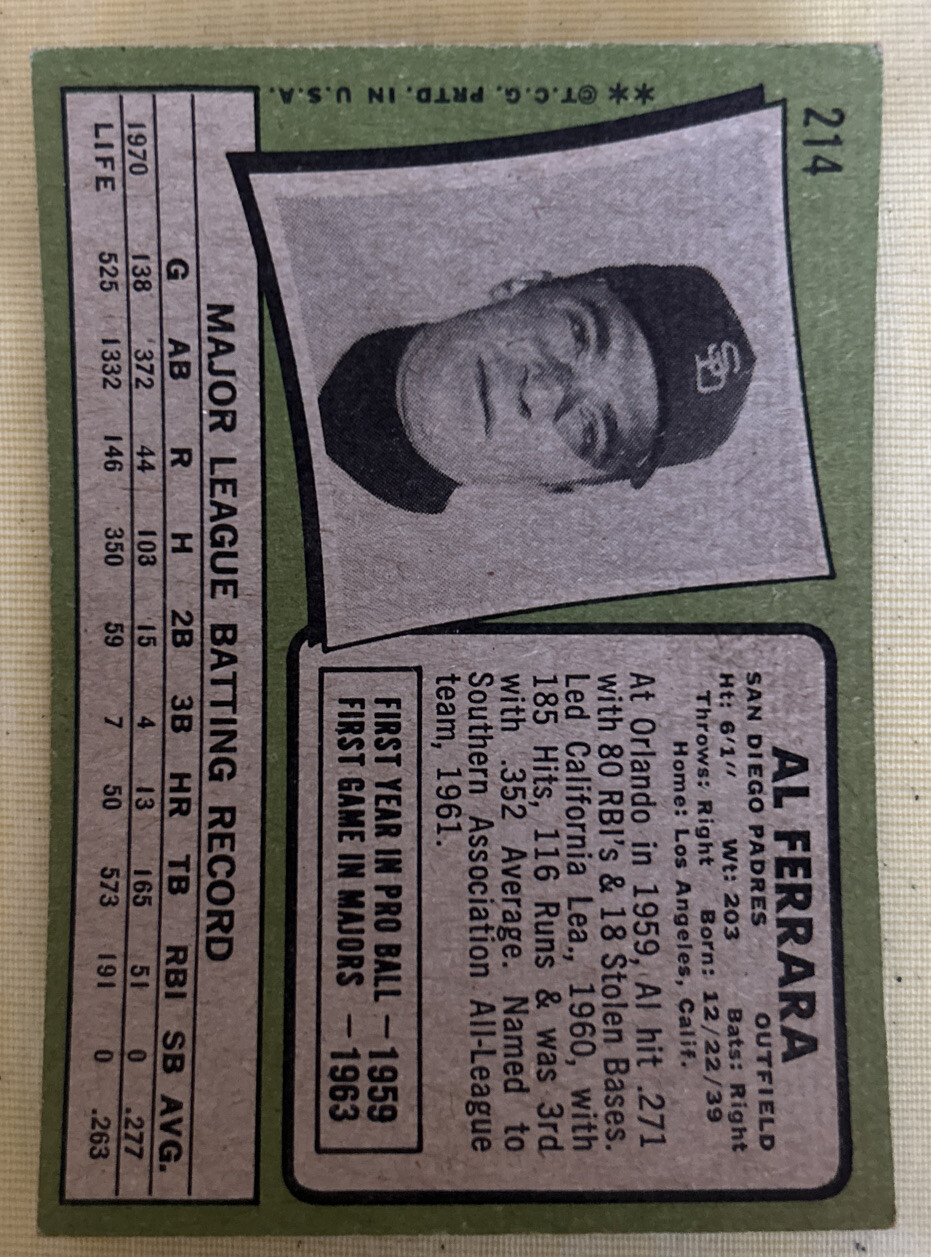 214
**©T.C.G. PRTD. IN U.S.A.
SD
AL FERRARA
SAN DIEGO PADRES OUTFIELD
Ht: 6'1" Wt: 203 Bats: Right
Throws: Right Born: 12/22/39
Home: Los Angeles, Calif.
At Orlando in 1959, Al hit .271
with 80 RBI's & 18 Stolen Bases.
Led California Lea., 1960, with
185 Hits, 116 Runs & was 3rd
with .352 Average. Named to
Southern Association All-League
team, 1961.
FIRST YEAR IN PRO BALL — 1959
FIRST GAME IN MAJORS — 1963
MAJOR LEAGUE BATTING RECORD
G AB R H 2B 3B HR TB RBI SB AVG.
1970 138 372 44 103 15 4 13 165 51 0 .277
LIFE 525 1332 146 350 59 7 50 573 191 0 .263